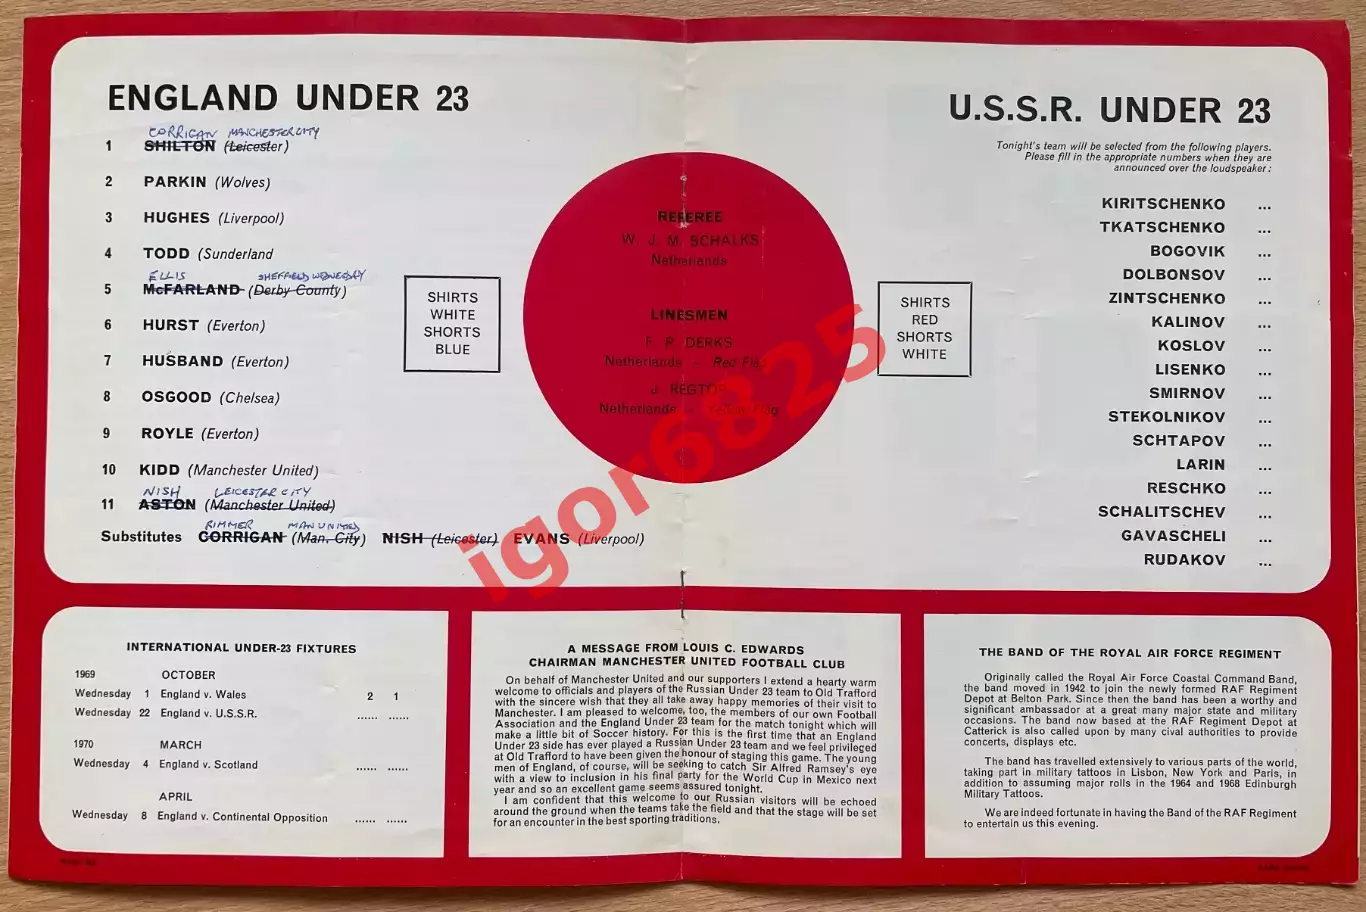 ENGLAND UNDER 23
CORRIGAN MANCHESTER CITY
1 SHILTON (Leicester)
2 PARKIN (Wolves)
3 HUGHES (Liverpool)
4 TODD (Sunderland
ELLIS SHEFFIELD WEDNESDAY
5 McFARLAND (Derby County)
6 HURST (Everton)
7 HUSBAND (Everton)
8 OSGOOD (Chelsea)
9 ROYLE (Everton)
10 KIDD (Manchester United)
NISH LEICESTER CITY
11 ASTON (Manchester United)
RIMMER MAN UNITED
Substitutes CORRIGAN (Man. City) NISH (Leicester) EVANS (Liverpool)
SHIRTS
WHITE
SHORTS
BLUE
REFEREE
W. J. M. SCHALKS
Netherlands
LINESMEN
F. P. DERKS
Netherlands — Red Flag
J. REGTOP
Netherlands — Yellow Flag
SHIRTS
RED
SHORTS
WHITE
U.S.S.R. UNDER 23
Tonight's team will be selected from the following players.
Please fill in the appropriate numbers when they are
announced over the loudspeaker:
KIRITSCHENKO ...
TKATSCHENKO ...
BOGOVIK ...
DOLBONSOV ...
ZINTSCHENKO ...
KALINOV ...
KOSLOV ...
LISENKO ...
SMIRNOV ...
STEKOLNIKOV ...
SCHTAPOV ...
LARIN ...
RESCHKO ...
SCHALITSCHEV ...
GAVASCHELI ...
RUDAKOV ...
igor6825
INTERNATIONAL UNDER-23 FIXTURES
1969 OCTOBER
Wednesday 1 England v. Wales 2 1
Wednesday 22 England v. U.S.S.R. ...... ......
1970 MARCH
Wednesday 4 England v. Scotland ...... ......
APRIL
Wednesday 8 England v. Continental Opposition ...... ......
A MESSAGE FROM LOUIS C. EDWARDS
CHAIRMAN MANCHESTER UNITED FOOTBALL CLUB
On behalf of Manchester United and our supporters I extend a hearty warm
welcome to officials and players of the Russian Under 23 team to Old Trafford
with the sincere wish that they all take away happy memories of their visit to
Manchester. I am pleased to welcome, too, the members of our own Football
Association and the England Under 23 team for the match tonight which will
make a little bit of Soccer history. For this is the first time that an England
Under 23 side has ever played a Russian Under 23 team and we feel privileged
at Old Trafford to have been given the honour of staging this game. The young
men of England, of course, will be seeking to catch Sir Alfred Ramsey's eye
with a view to inclusion in his final party for the World Cup in Mexico next
year and so an excellent game seems assured tonight.
I am confident that this welcome to our Russian visitors will be echoed
around the ground when the teams take the field and that the stage will be set
for an encounter in the best sporting traditions.
THE BAND OF THE ROYAL AIR FORCE REGIMENT
Originally called the Royal Air Force Coastal Command Band,
the band moved in 1942 to join the newly formed RAF Regiment
Depot at Belton Park. Since then the band has been a worthy and
significant ambassador at a great many major state and military
occasions. The band now based at the RAF Regiment Depot at
Catterick is also called upon by many cival authorities to provide
concerts, displays etc.
The band has travelled extensively to various parts of the world,
taking part in military tattoos in Lisbon, New York and Paris, in
addition to assuming major rolls in the 1964 and 1968 Edinburgh
Military Tattoos.
We are indeed fortunate in having the Band of the RAF Regiment
to entertain us this evening.